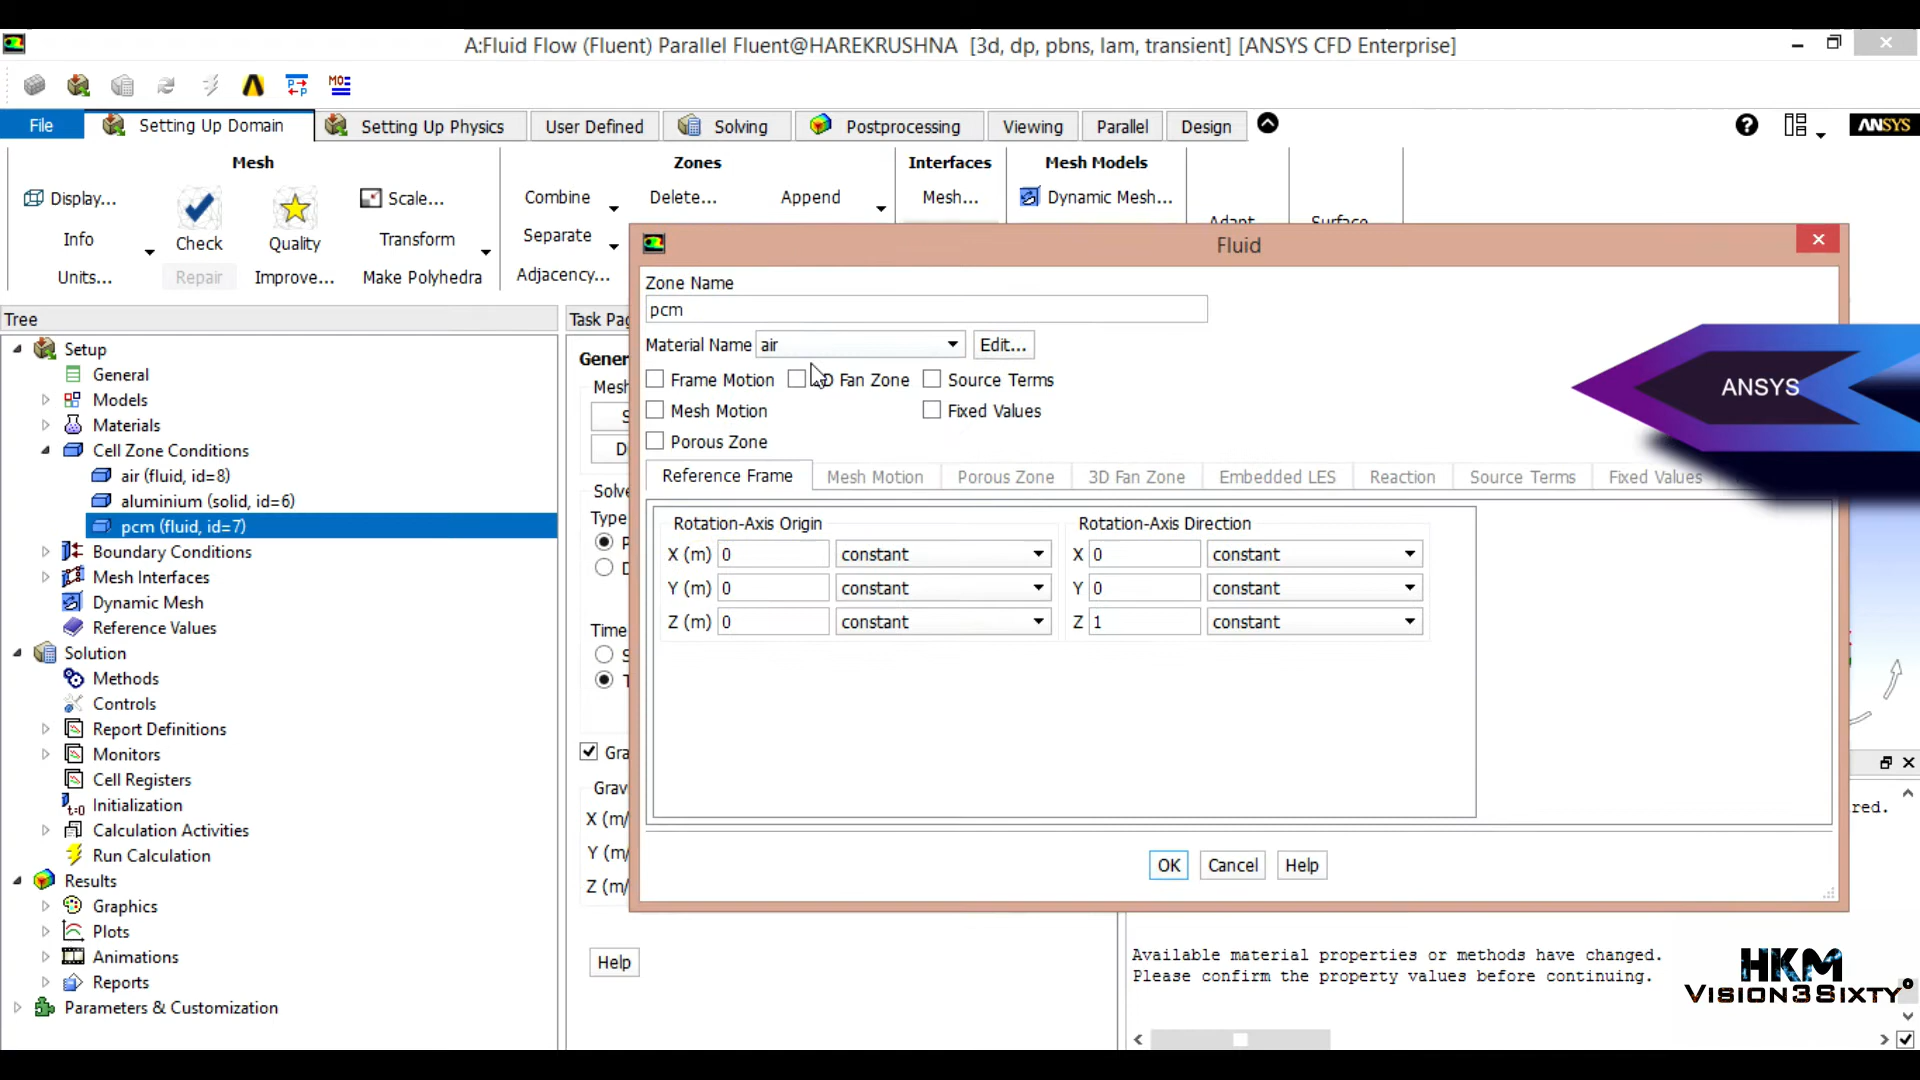 A:Fluid Flow (Fluent) Parallel Fluent@HAREKRUSHNA [3d, dp, pbns, lam, transient] [ANSYS CFD Enterprise]
File
Setting Up Domain
Setting Up Physics
User Defined
Solving
Postprocessing
Viewing
Parallel
Design
ANSYS
Mesh
Zones
Interfaces
Mesh Models
Display...
Scale...
Combine
Delete...
Append
Mesh...
Dynamic Mesh...
Info
Check
Quality
Transform
Separate
Units...
Repair
Improve...
Make Polyhedra
Adjacency...
Fluid
Zone Name
pcm
Material Name air Edit...
Frame Motion
Fan Zone
Source Terms
Mesh Motion
Fixed Values
Porous Zone
Reference Frame
Mesh Motion
Porous Zone
3D Fan Zone
Embedded LES
Reaction
Source Terms
Fixed Values
Rotation-Axis Origin
Rotation-Axis Direction
X (m) 0 constant
X 0 constant
Y (m) 0 constant
Y 0 constant
Z (m) 0 constant
Z 1 constant
OK
Cancel
Help
ANSYS
Tree
Setup
General
Models
Materials
Cell Zone Conditions
air (fluid, id=8)
aluminium (solid, id=6)
pcm (fluid, id=7)
Boundary Conditions
Mesh Interfaces
Dynamic Mesh
Reference Values
Solution
Methods
Controls
Report Definitions
Monitors
Cell Registers
Initialization
Calculation Activities
Run Calculation
Results
Graphics
Plots
Animations
Reports
Parameters & Customization
Task Pag
Gener
Mesh
Solve
Type
Time
Gra
Grav
X (m/
Y (m/
Z (m/
Help
red.
Available material properties or methods have changed.
Please confirm the property values before continuing.
HKM
VISION3SIXTY°